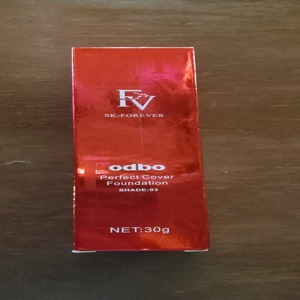 FV
SK-FOREVER
odbo
Perfect Cover
Foundation
SHADE:03
NET:30g